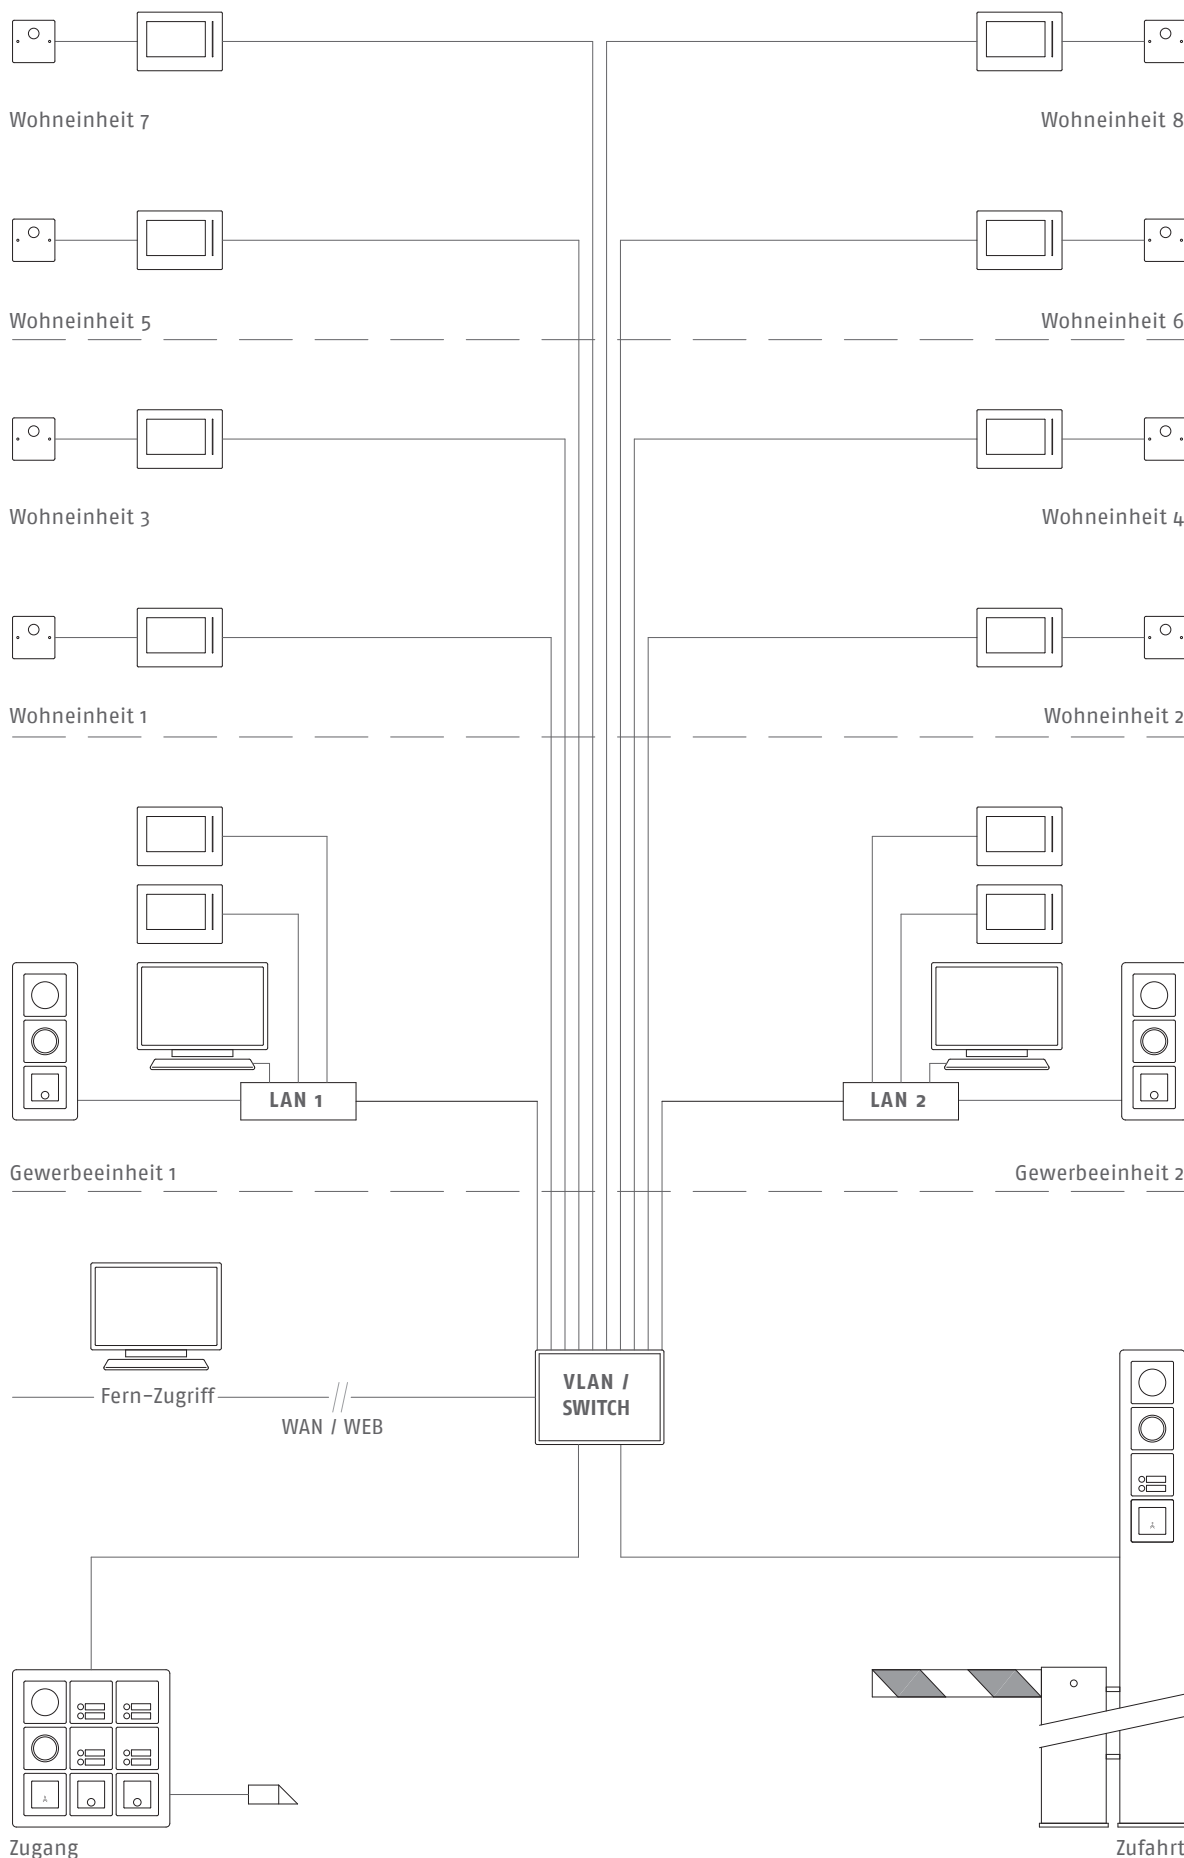 Wohneinheit 7
Wohneinheit 8
Wohneinheit 5
Wohneinheit 6
Wohneinheit 3
Wohneinheit 4
Wohneinheit 1
Wohneinheit 2
LAN 1
LAN 2
Gewerbeeinheit 1
Gewerbeeinheit 2
VLAN /
SWITCH
Fern-Zugriff
WAN / WEB
Zugang
Zufahrt